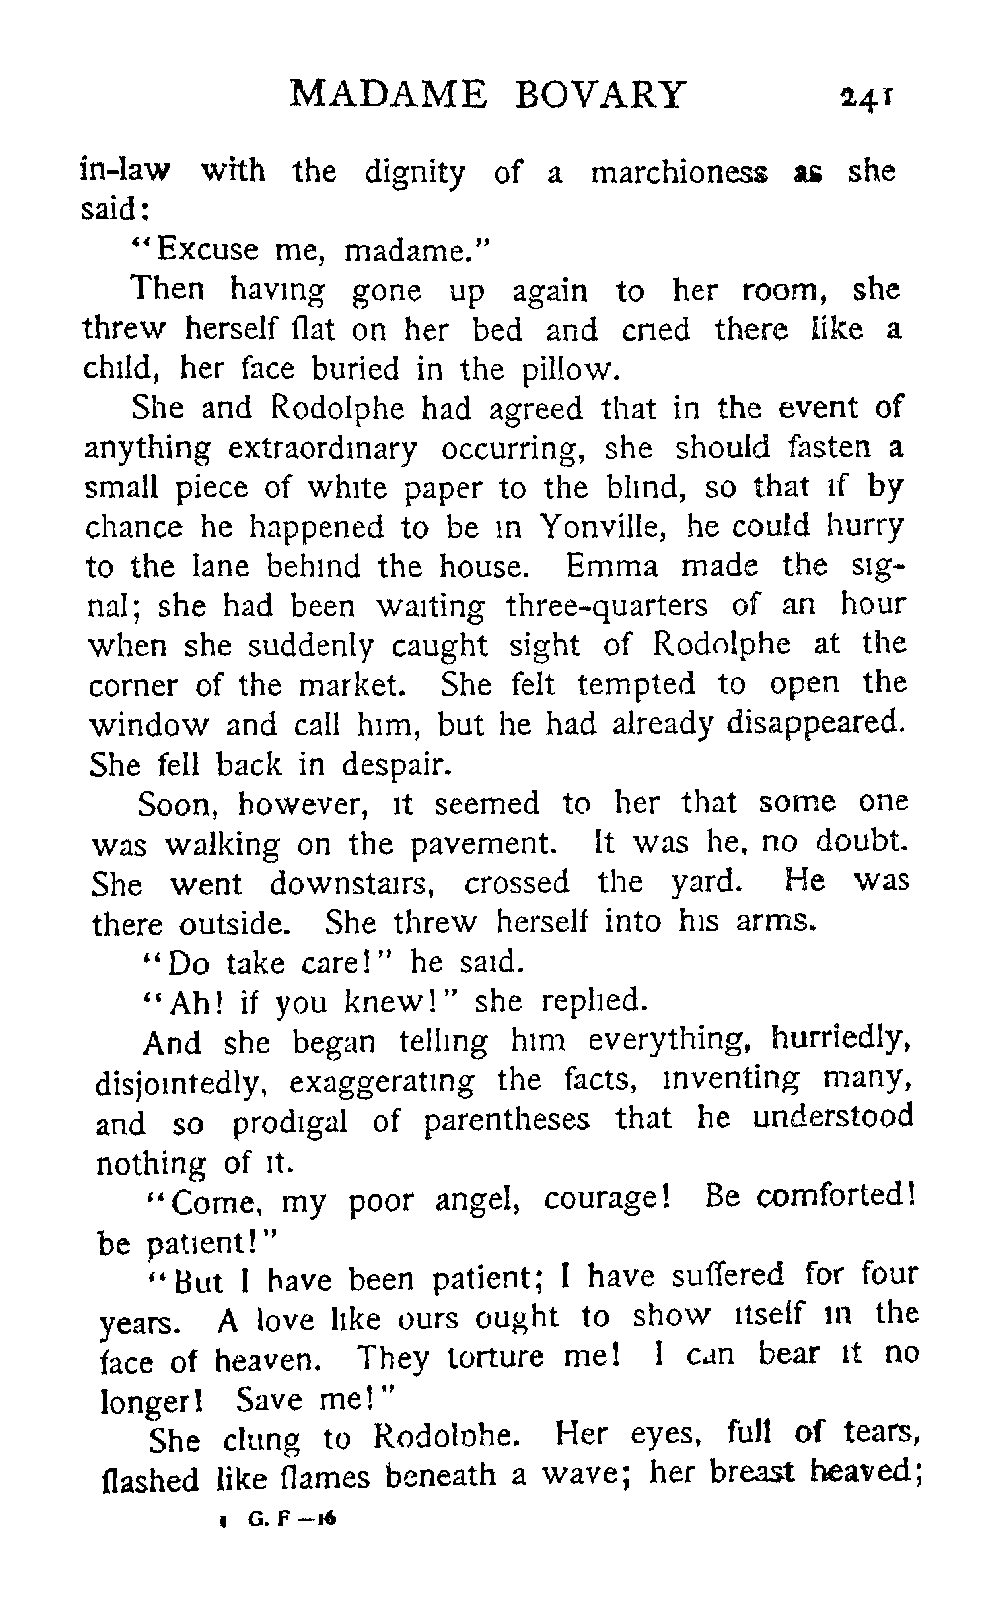 MADAME BOVARY 241
in-law with the dignity of a marchioness as she
said:
"Excuse me, madame."
Then having gone up again to her room, she
threw herself flat on her bed and cried there like a
child, her face buried in the pillow.
She and Rodolphe had agreed that in the event of
anything extraordinary occurring, she should fasten a
small piece of white paper to the blind, so that if by
chance he happened to be in Yonville, he could hurry
to the lane behind the house. Emma made the sig-
nal; she had been waiting three-quarters of an hour
when she suddenly caught sight of Rodolphe at the
corner of the market. She felt tempted to open the
window and call him, but he had already disappeared.
She fell back in despair.
Soon, however, it seemed to her that some one
was walking on the pavement. It was he, no doubt.
She went downstairs, crossed the yard. He was
there outside. She threw herself into his arms.
"Do take care!" he said.
"Ah! if you knew!" she replied.
And she began telling him everything, hurriedly,
disjointedly, exaggerating the facts, inventing many,
and so prodigal of parentheses that he understood
nothing of it.
"Come, my poor angel, courage! Be comforted!
be patient!"
"But I have been patient; I have suffered for four
years. A love like ours ought to show itself in the
face of heaven. They torture me! I can bear it no
longer! Save me!"
She clung to Rodolphe. Her eyes, full of tears,
flashed like flames beneath a wave; her breast heaved;
1 G. F—16